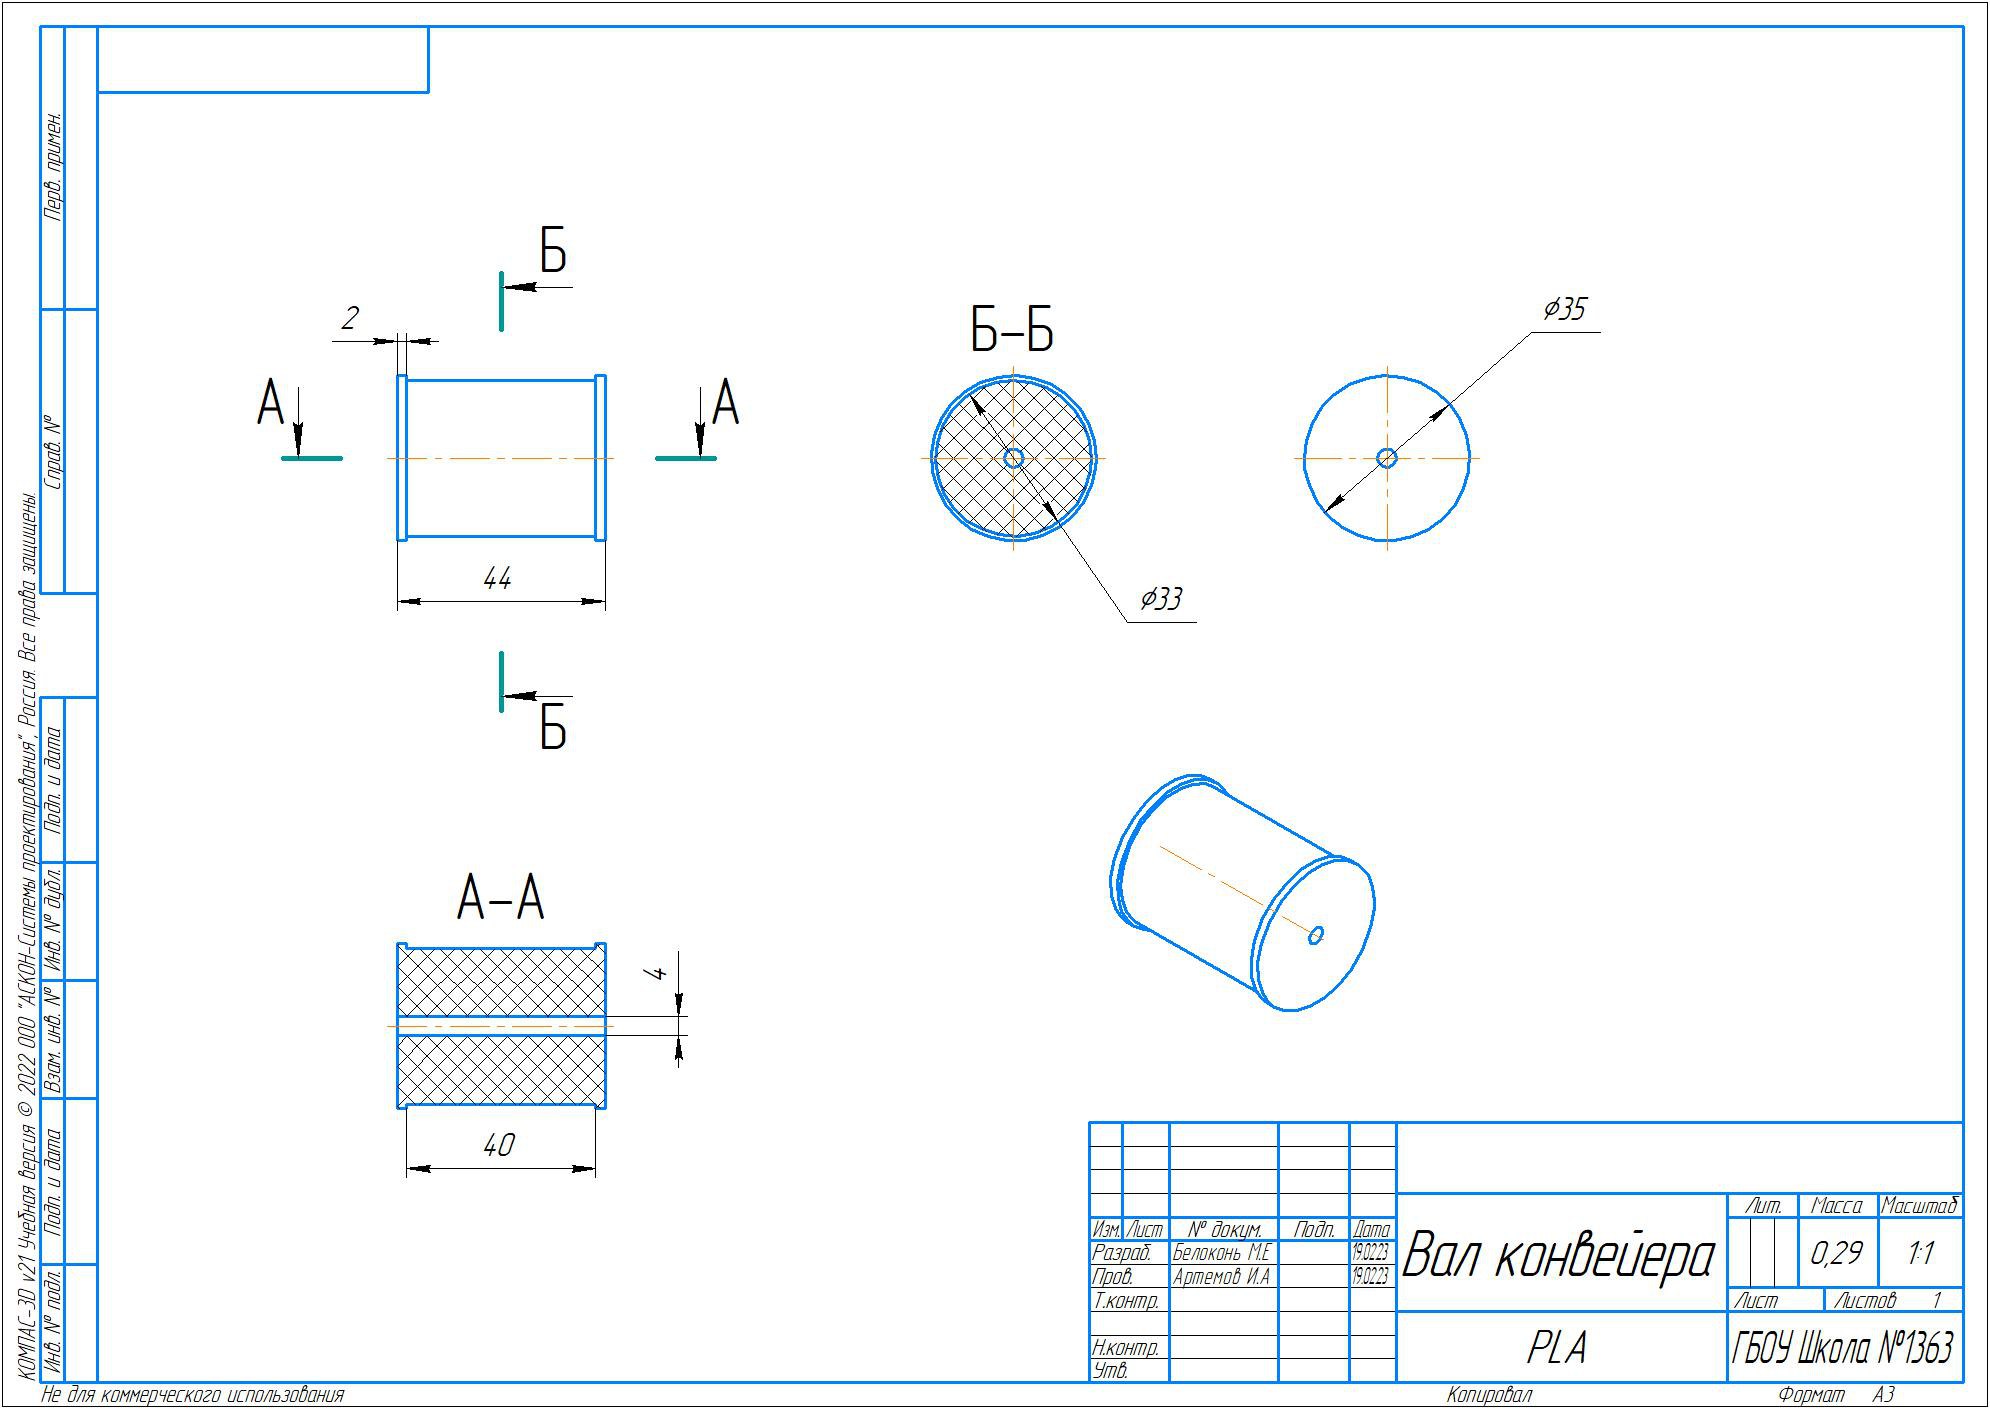 Перв. примен.
Справ. №
Подп. и дата
Инв. № дубл.
Взам. инв. №
Подп. и дата
Инв. № подл.
КОМПАС-3D v21 Учебная версия © 2022 ООО "АСКОН-Системы проектирования", Россия. Все права защищены.
Не для коммерческого использования
Б
2
А
А
44
Б
Б-Б
⌀33
⌀35
А-А
4
40
Изм. Лист № докум. Подп. Дата
Разраб. Белоконь М.Е 19.02.23
Пров. Артемов И.А 19.02.23
Т.контр.
Н.контр.
Утв.
Вал конвейера
PLA
Лит. Масса Масштаб
0,29 1:1
Лист Листов 1
ГБОУ Школа №1363
Копировал Формат А3